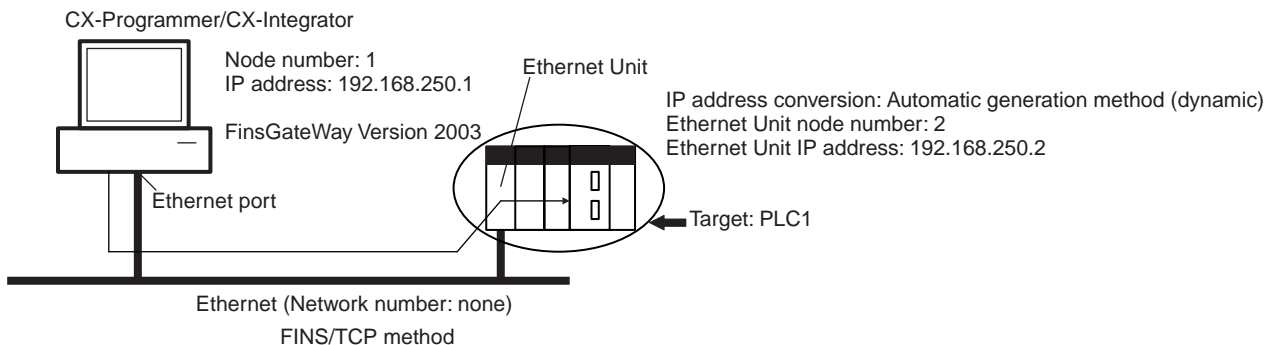 CX-Programmer/CX-Integrator
Node number: 1
IP address: 192.168.250.1
FinsGateWay Version 2003
Ethernet port
Ethernet Unit
IP address conversion: Automatic generation method (dynamic)
Ethernet Unit node number: 2
Ethernet Unit IP address: 192.168.250.2
Target: PLC1
Ethernet (Network number: none)
FINS/TCP method